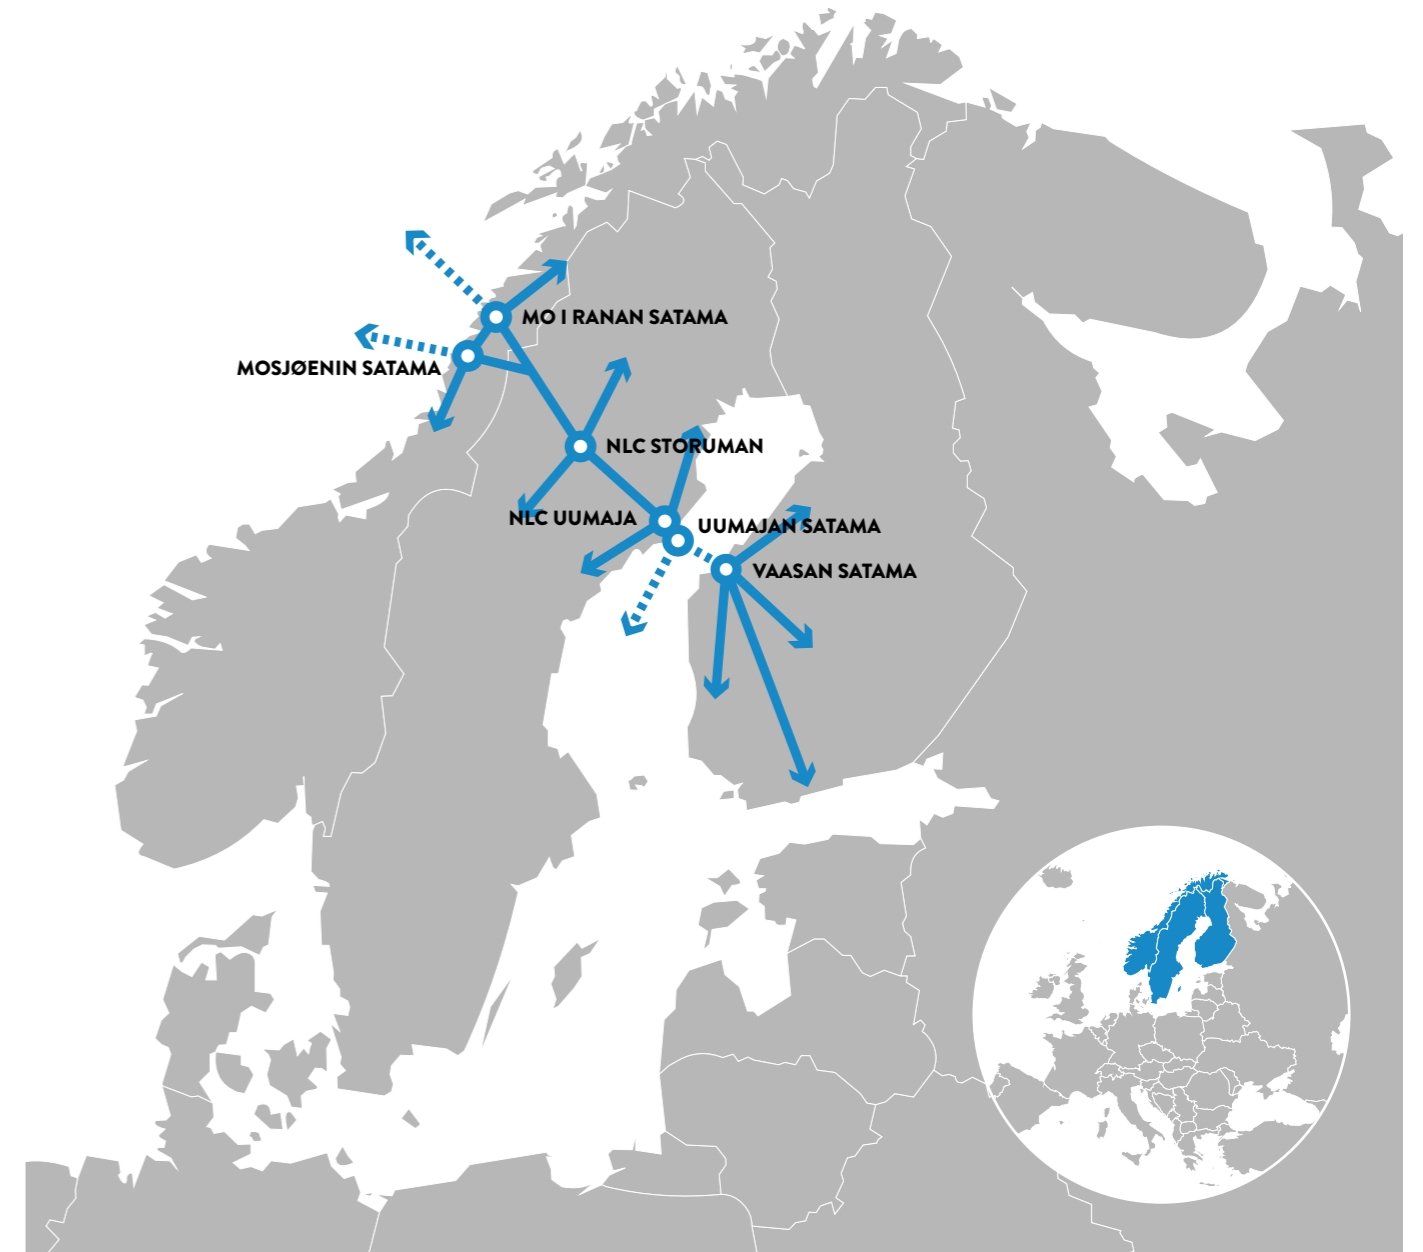 MO I RANAN SATAMA
MOSJØENIN SATAMA
NLC STORUMAN
NLC UUMAJA
UUMAJAN SATAMA
VAASAN SATAMA